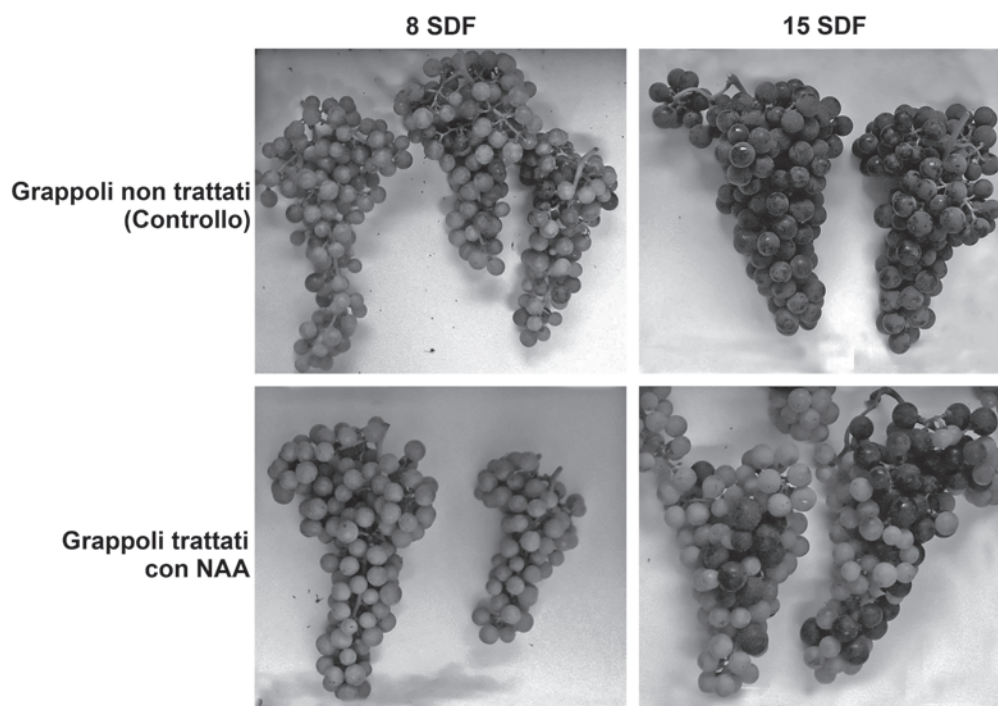 8 SDF
15 SDF
Grappoli non trattati
(Controllo)
Grappoli trattati
con NAA